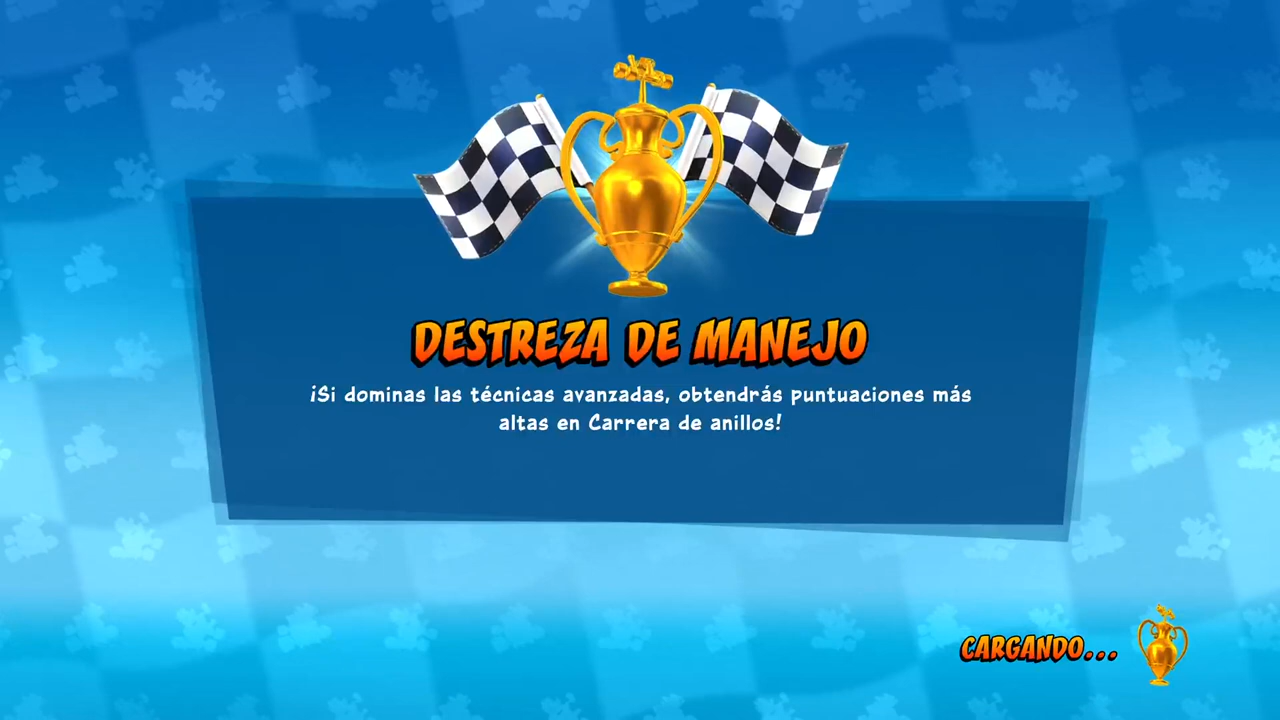 DESTREZA DE MANEJO
¡Si dominas las técnicas avanzadas, obtendrás puntuaciones más
altas en Carrera de anillos!
CARGANDO...